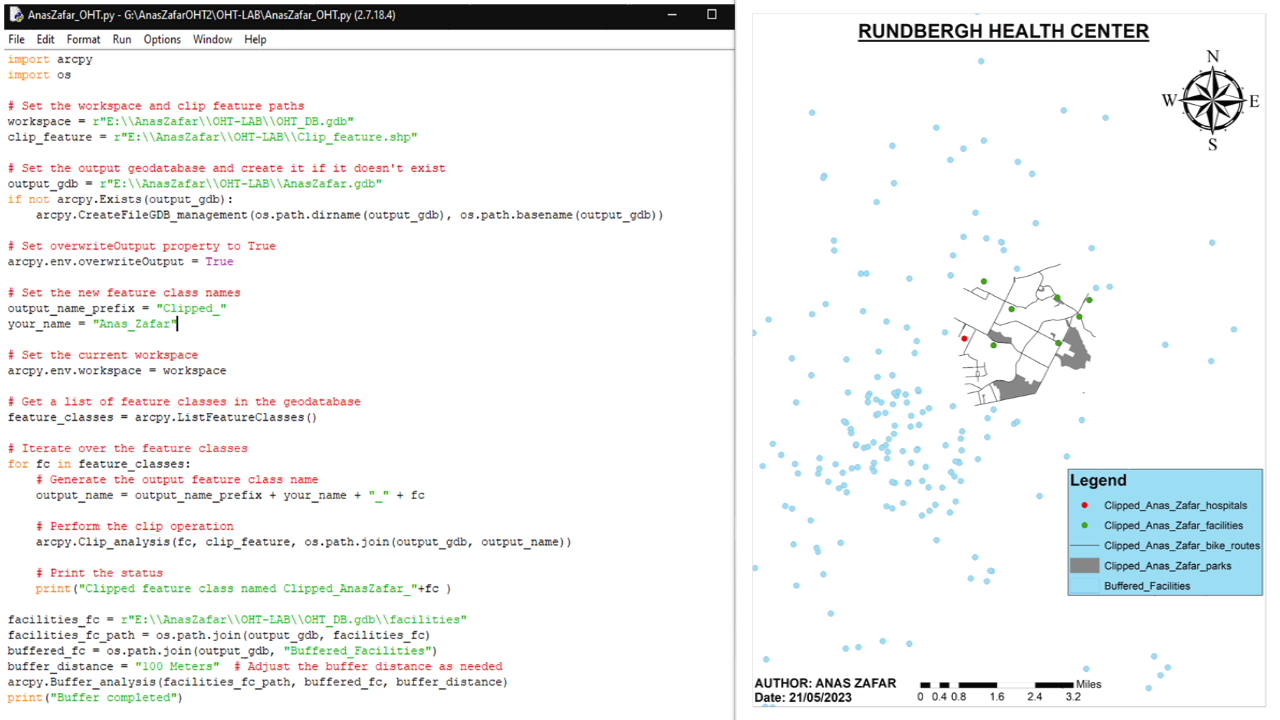 AnasZafar_OHT.py - G:\AnasZafarOHT2\OHT-LAB\AnasZafar_OHT.py (2.7.18.4)
File Edit Format Run Options Window Help
import arcpy
import os
# Set the workspace and clip feature paths
workspace = r"E:\\AnasZafar\\OHT-LAB\\OHT_DB.gdb"
clip_feature = r"E:\\AnasZafar\\OHT-LAB\\Clip_feature.shp"
# Set the output geodatabase and create it if it doesn't exist
output_gdb = r"E:\\AnasZafar\\OHT-LAB\\AnasZafar.gdb"
if not arcpy.Exists(output_gdb):
    arcpy.CreateFileGDB_management(os.path.dirname(output_gdb), os.path.basename(output_gdb))
# Set overwriteOutput property to True
arcpy.env.overwriteOutput = True
# Set the new feature class names
output_name_prefix = "Clipped_"
your_name = "Anas_Zafar"
# Set the current workspace
arcpy.env.workspace = workspace
# Get a list of feature classes in the geodatabase
feature_classes = arcpy.ListFeatureClasses()
# Iterate over the feature classes
for fc in feature_classes:
    # Generate the output feature class name
    output_name = output_name_prefix + your_name + "_" + fc
    # Perform the clip operation
    arcpy.Clip_analysis(fc, clip_feature, os.path.join(output_gdb, output_name))
    # Print the status
    print("Clipped feature class named Clipped_AnasZafar_"+fc )
facilities_fc = r"E:\\AnasZafar\\OHT-LAB\\OHT_DB.gdb\\facilities"
facilities_fc_path = os.path.join(output_gdb, facilities_fc)
buffered_fc = os.path.join(output_gdb, "Buffered_Facilities")
buffer_distance = "100 Meters"  # Adjust the buffer distance as needed
arcpy.Buffer_analysis(facilities_fc_path, buffered_fc, buffer_distance)
print("Buffer completed")
RUNDBERGH HEALTH CENTER
N
W E
S
Legend
Clipped_Anas_Zafar_hospitals
Clipped_Anas_Zafar_facilities
Clipped_Anas_Zafar_bike_routes
Clipped_Anas_Zafar_parks
Buffered_Facilities
AUTHOR: ANAS ZAFAR
Date: 21/05/2023
Miles
0 0.4 0.8 1.6 2.4 3.2